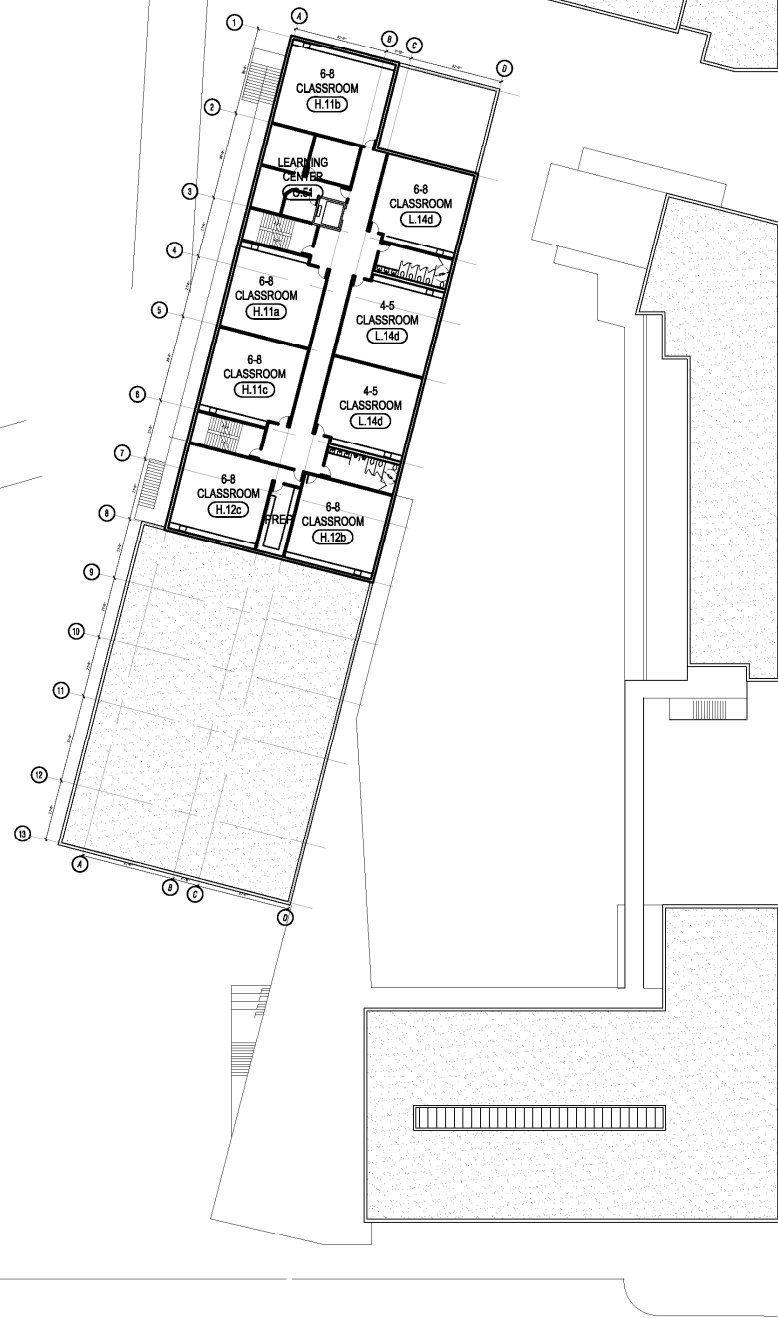 1
A
B
C
D
6-8
CLASSROOM
H.11b
2
LEARNING
CENTER
O.51
3
6-8
CLASSROOM
L.14d
4
6-8
CLASSROOM
H.11a
5
4-5
CLASSROOM
L.14d
6-8
CLASSROOM
H.11c
6
4-5
CLASSROOM
L.14d
7
6-8
CLASSROOM
H.12c
PREP
6-8
CLASSROOM
H.12b
8
9
10
11
12
13
A
B
C
D